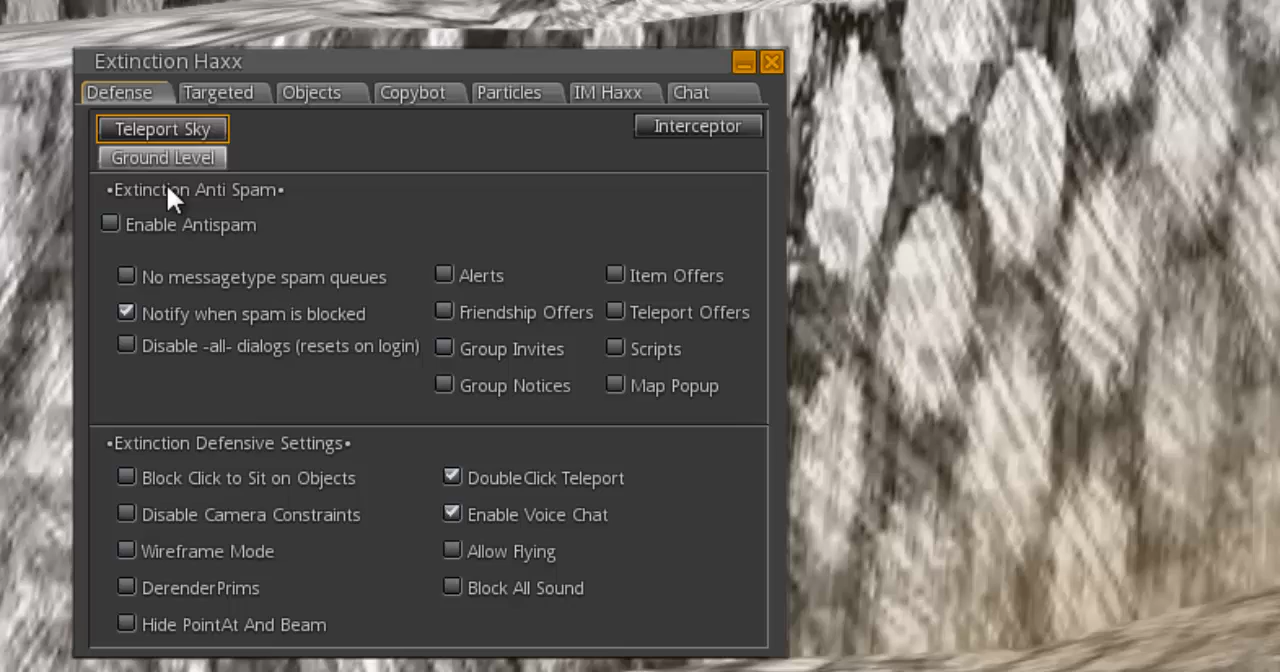 Extinction Haxx
Defense Targeted Objects Copybot Particles IM Haxx Chat
Teleport Sky Interceptor
Ground Level
•Extinction Anti Spam•
Enable Antispam
No messagetype spam queues Alerts Item Offers
Notify when spam is blocked Friendship Offers Teleport Offers
Disable -all- dialogs (resets on login) Group Invites Scripts
Group Notices Map Popup
•Extinction Defensive Settings•
Block Click to Sit on Objects DoubleClick Teleport
Disable Camera Constraints Enable Voice Chat
Wireframe Mode Allow Flying
DerenderPrims Block All Sound
Hide PointAt And Beam